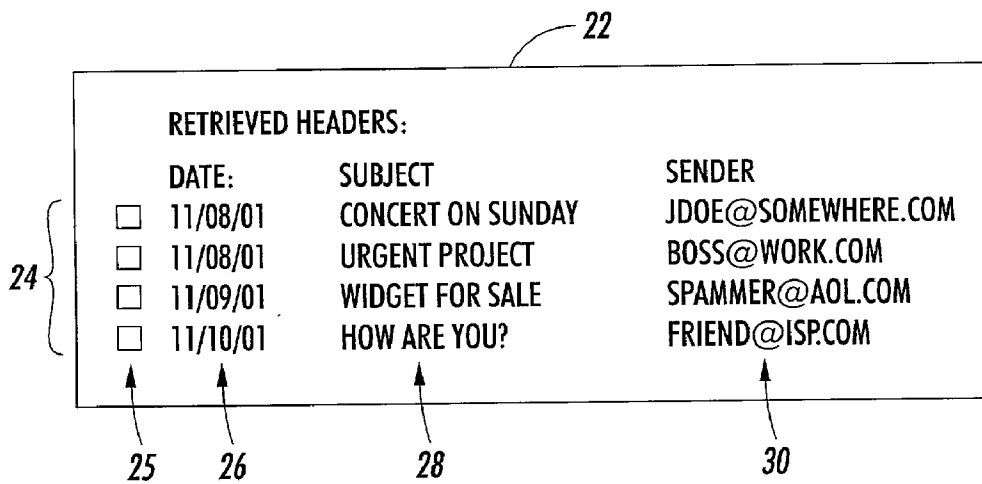 22
RETRIEVED HEADERS:
DATE: SUBJECT SENDER
11/08/01 CONCERT ON SUNDAY JDOE@SOMEWHERE.COM
11/08/01 URGENT PROJECT BOSS@WORK.COM
24
11/09/01 WIDGET FOR SALE SPAMMER@AOL.COM
11/10/01 HOW ARE YOU? FRIEND@ISP.COM
25 26 28 30